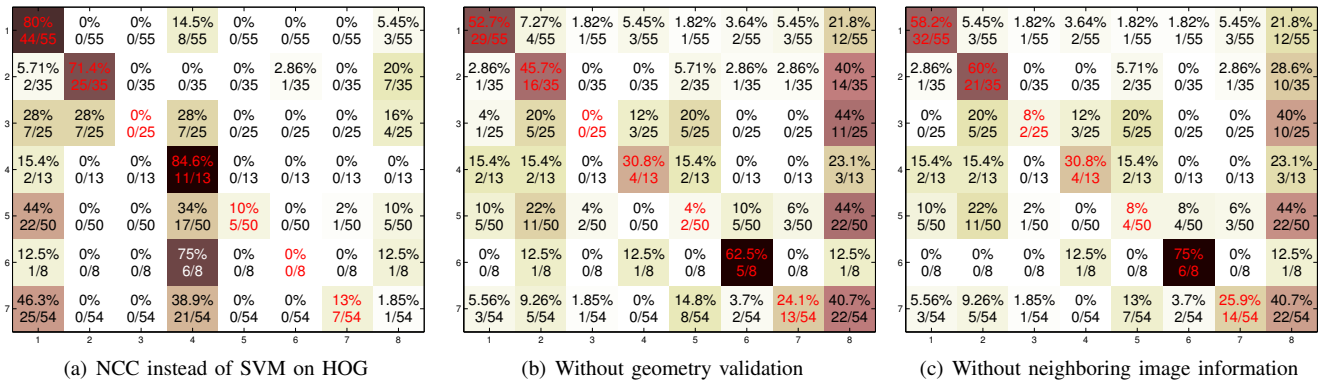 80% 0% 0% 14.5% 0% 0% 0% 5.45%
1 44/55 0/55 0/55 8/55 0/55 0/55 0/55 3/55
5.71% 71.4% 0% 0% 0% 2.86% 0% 20%
2 2/35 25/35 0/35 0/35 0/35 1/35 0/35 7/35
28% 28% 0% 28% 0% 0% 0% 16%
3 7/25 7/25 0/25 7/25 0/25 0/25 0/25 4/25
15.4% 0% 0% 84.6% 0% 0% 0% 0%
4 2/13 0/13 0/13 11/13 0/13 0/13 0/13 0/13
44% 0% 0% 34% 10% 0% 2% 10%
5 22/50 0/50 0/50 17/50 5/50 0/50 1/50 5/50
12.5% 0% 0% 75% 0% 0% 0% 12.5%
6 1/8 0/8 0/8 6/8 0/8 0/8 0/8 1/8
46.3% 0% 0% 38.9% 0% 0% 13% 1.85%
7 25/54 0/54 0/54 21/54 0/54 0/54 7/54 1/54
1 2 3 4 5 6 7 8
(a) NCC instead of SVM on HOG
52.7% 7.27% 1.82% 5.45% 1.82% 3.64% 5.45% 21.8%
1 29/55 4/55 1/55 3/55 1/55 2/55 3/55 12/55
2.86% 45.7% 0% 0% 5.71% 2.86% 2.86% 40%
2 1/35 16/35 0/35 0/35 2/35 1/35 1/35 14/35
4% 20% 0% 12% 20% 0% 0% 44%
3 1/25 5/25 0/25 3/25 5/25 0/25 0/25 11/25
15.4% 15.4% 0% 30.8% 15.4% 0% 0% 23.1%
4 2/13 2/13 0/13 4/13 2/13 0/13 0/13 3/13
10% 22% 4% 0% 4% 10% 6% 44%
5 5/50 11/50 2/50 0/50 2/50 5/50 3/50 22/50
0% 12.5% 0% 12.5% 0% 62.5% 0% 12.5%
6 0/8 1/8 0/8 1/8 0/8 5/8 0/8 1/8
5.56% 9.26% 1.85% 0% 14.8% 3.7% 24.1% 40.7%
7 3/54 5/54 1/54 0/54 8/54 2/54 13/54 22/54
1 2 3 4 5 6 7 8
(b) Without geometry validation
58.2% 5.45% 1.82% 3.64% 1.82% 1.82% 5.45% 21.8%
1 32/55 3/55 1/55 2/55 1/55 1/55 3/55 12/55
2.86% 60% 0% 0% 5.71% 0% 2.86% 28.6%
2 1/35 21/35 0/35 0/35 2/35 0/35 1/35 10/35
0% 20% 8% 12% 20% 0% 0% 40%
3 0/25 5/25 2/25 3/25 5/25 0/25 0/25 10/25
15.4% 15.4% 0% 30.8% 15.4% 0% 0% 23.1%
4 2/13 2/13 0/13 4/13 2/13 0/13 0/13 3/13
10% 22% 2% 0% 8% 8% 6% 44%
5 5/50 11/50 1/50 0/50 4/50 4/50 3/50 22/50
0% 0% 0% 12.5% 0% 75% 0% 12.5%
6 0/8 0/8 0/8 1/8 0/8 6/8 0/8 1/8
5.56% 9.26% 1.85% 0% 13% 3.7% 25.9% 40.7%
7 3/54 5/54 1/54 0/54 7/54 2/54 14/54 22/54
1 2 3 4 5 6 7 8
(c) Without neighboring image information